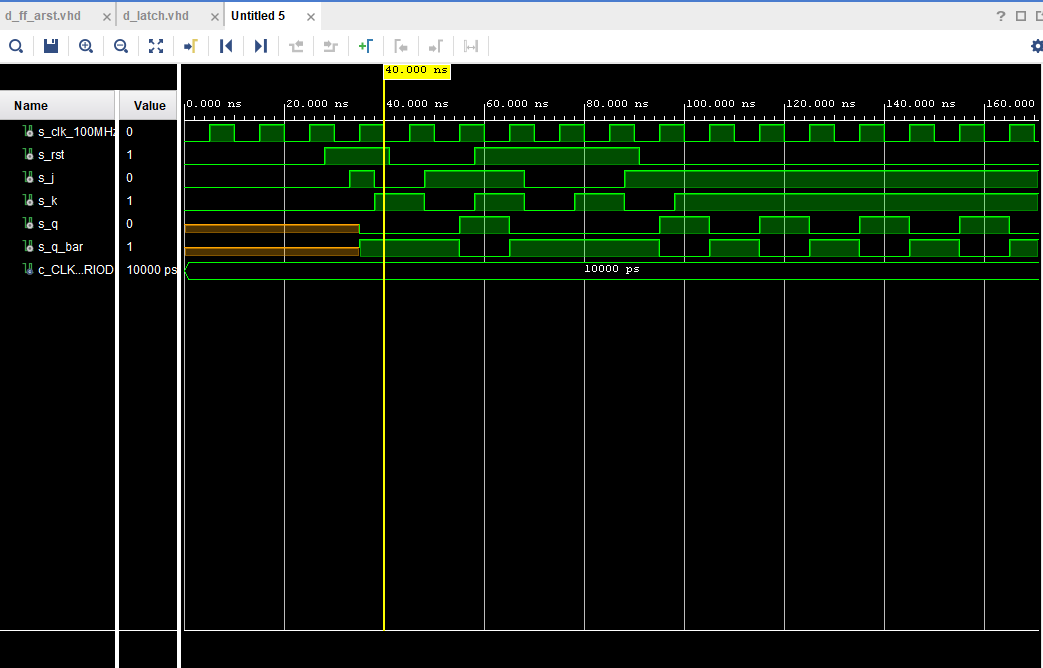 d_ff_arst.vhd × d_latch.vhd × Untitled 5 × ?
40.000 ns
Name Value
0.000 ns 20.000 ns 40.000 ns 60.000 ns 80.000 ns 100.000 ns 120.000 ns 140.000 ns 160.000
s_clk_100MHz 0
s_rst 1
s_j 0
s_k 1
s_q 0
s_q_bar 1
c_CLK...RIOD 10000 ps 10000 ps